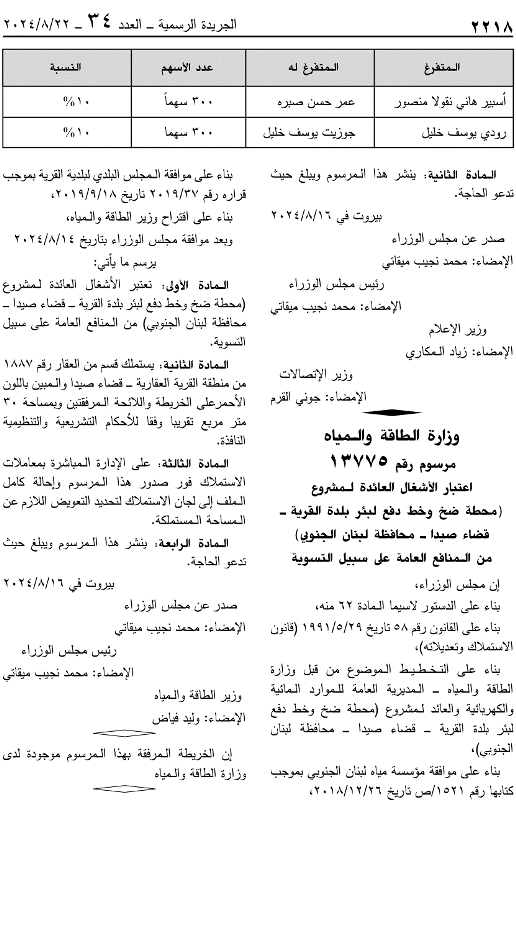 ٢٢١٨
الجريدة الرسمية ــ العدد ٣٤ ــ ٢٠٢٤/٨/٢٢
المتفرغ المتفرغ له عدد الأسهم النسبة
أسبير هاني نقولا منصور عمر حسن صبره ٣٠٠ سهماً ١٠%
رودي يوسف خليل جوزيت يوسف خليل ٣٠٠ سهما ١٠%
المادة الثانية: ينشر هذا المرسوم ويبلغ حيث
تدعو الحاجة.
بيروت في ٢٠٢٤/٨/١٦
صدر عن مجلس الوزراء
الإمضاء: محمد نجيب ميقاتي
رئيس مجلس الوزراء
الإمضاء: محمد نجيب ميقاتي
وزير الإعلام
الإمضاء: زياد المكاري
وزير الإتصالات
الإمضاء: جوني القرم
وزارة الطاقة والمياه
مرسوم رقم ١٣٧٧٥
اعتبار الأشغال العائدة لمشروع
(محطة ضخ وخط دفع لبئر بلدة القرية ــ
قضاء صيدا ــ محافظة لبنان الجنوبي)
من المنافع العامة على سبيل التسوية
إن مجلس الوزراء،
بناء على الدستور لاسيما المادة ٦٢ منه،
بناء على القانون رقم ٥٨ تاريخ ١٩٩١/٥/٢٩ (قانون
الاستملاك وتعديلاته)،
بناء على التخطيط الموضوع من قبل وزارة
الطاقة والمياه ــ المديرية العامة للموارد المائية
والكهربائية والعائد لمشروع (محطة ضخ وخط دفع
لبئر بلدة القرية ــ قضاء صيدا ــ محافظة لبنان
الجنوبي)،
بناء على موافقة مؤسسة مياه لبنان الجنوبي بموجب
كتابها رقم ١٥٢١/ص تاريخ ٢٠١٨/١٢/٢٦،
بناء على موافقة المجلس البلدي لبلدية القرية بموجب
قراره رقم ٢٠١٩/٣٧ تاريخ ٢٠١٩/٩/١٨،
بناء على اقتراح وزير الطاقة والمياه،
وبعد موافقة مجلس الوزراء بتاريخ ٢٠٢٤/٨/١٤
يرسم ما يأتي:
المادة الأولى: تعتبر الأشغال العائدة لمشروع
(محطة ضخ وخط دفع لبئر بلدة القرية ــ قضاء صيدا ــ
محافظة لبنان الجنوبي) من المنافع العامة على سبيل
التسوية.
المادة الثانية: يستملك قسم من العقار رقم ١٨٨٧
من منطقة القرية العقارية ــ قضاء صيدا والمبين باللون
الأحمرعلى الخريطة واللائحة المرفقتين وبمساحة ٣٠
متر مربع تقريبا وفقا للأحكام التشريعية والتنظيمية
النافذة.
المادة الثالثة: على الإدارة المباشرة بمعاملات
الاستملاك فور صدور هذا المرسوم وإحالة كامل
الملف إلى لجان الاستملاك لتحديد التعويض اللازم عن
المساحة المستملكة.
المادة الرابعة: ينشر هذا المرسوم ويبلغ حيث
تدعو الحاجة.
بيروت في ٢٠٢٤/٨/١٦
صدر عن مجلس الوزراء
الإمضاء: محمد نجيب ميقاتي
رئيس مجلس الوزراء
الإمضاء: محمد نجيب ميقاتي
وزير الطاقة والمياه
الإمضاء: وليد فياض
إن الخريطة المرفقة بهذا المرسوم موجودة لدى
وزارة الطاقة والمياه